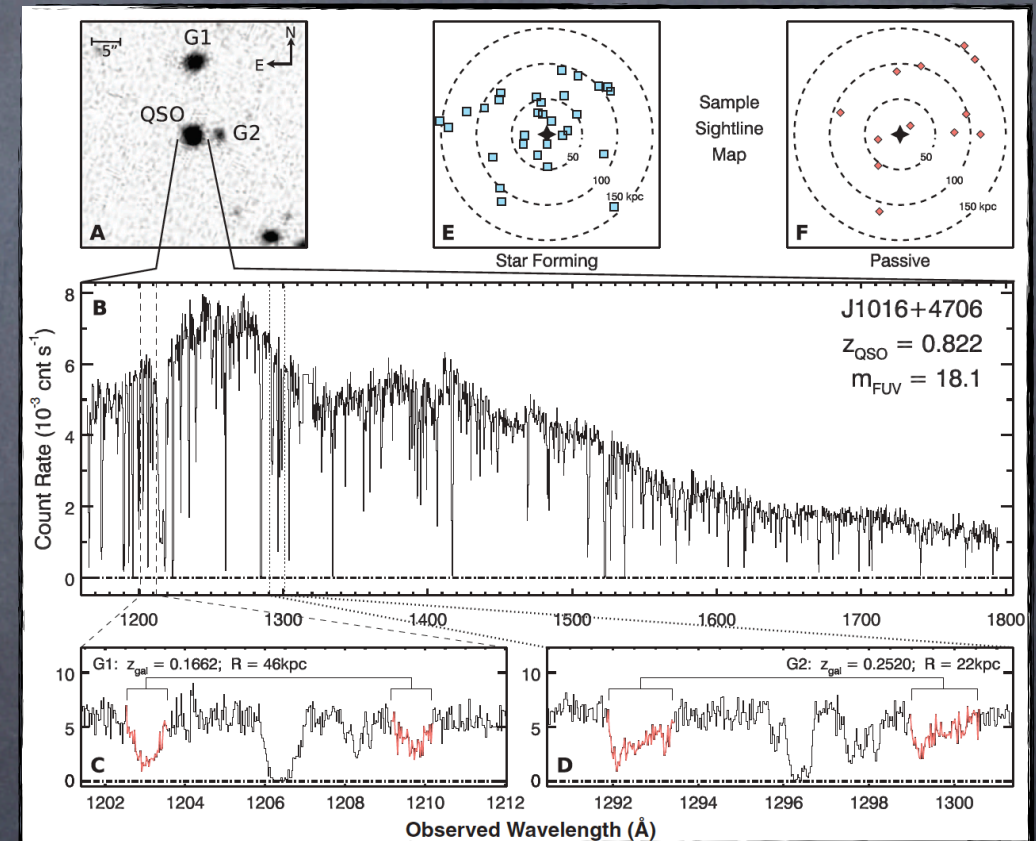 5"
G1
N
E
QSO
G2
A
50
100
150 kpc
E
Star Forming
Sample
Sightline
Map
50
100
150 kpc
F
Passive
B
J1016+4706
z_QSO = 0.822
m_FUV = 18.1
Count Rate (10⁻³ cnt s⁻¹)
8
6
4
2
0
1200 1300 1400 1500 1600 1700 1800
G1: z_gal = 0.1662; R = 46kpc
10
5
0
C
1202 1204 1206 1208 1210 1212
G2: z_gal = 0.2520; R = 22kpc
10
5
0
D
1292 1294 1296 1298 1300
Observed Wavelength (Å)